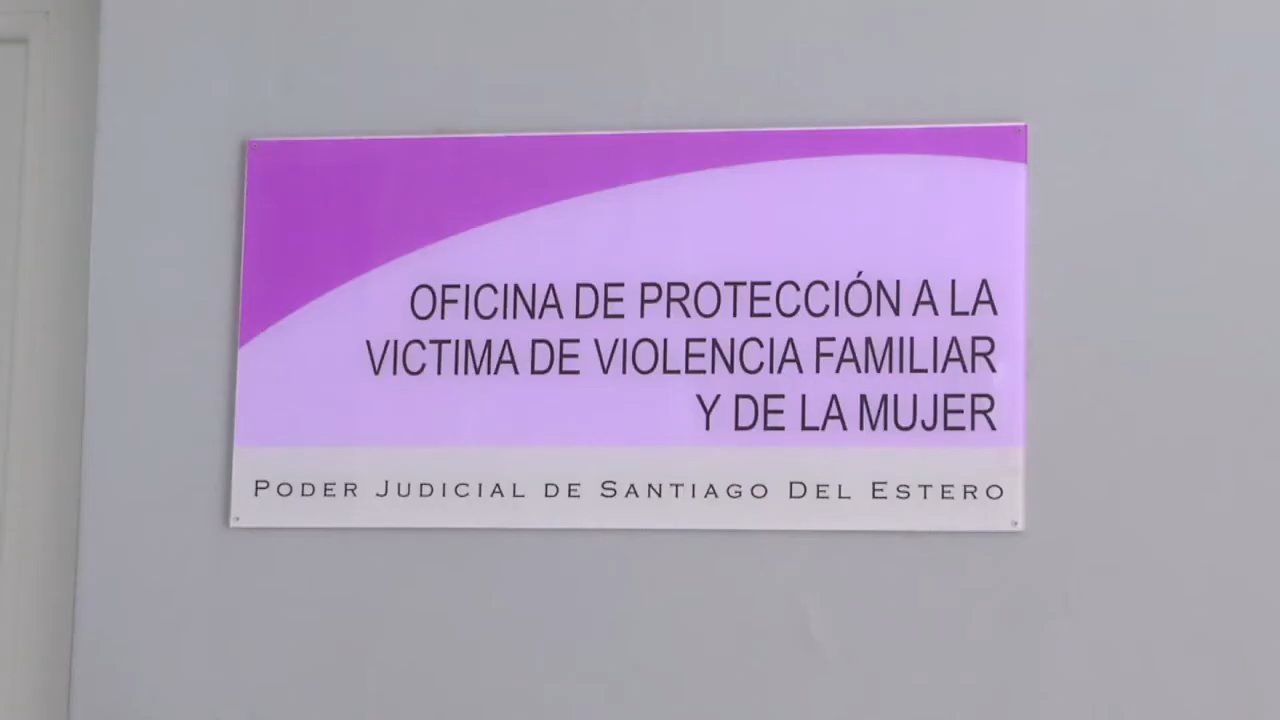 OFICINA DE PROTECCIÓN A LA
VICTIMA DE VIOLENCIA FAMILIAR
Y DE LA MUJER
PODER JUDICIAL DE SANTIAGO DEL ESTERO